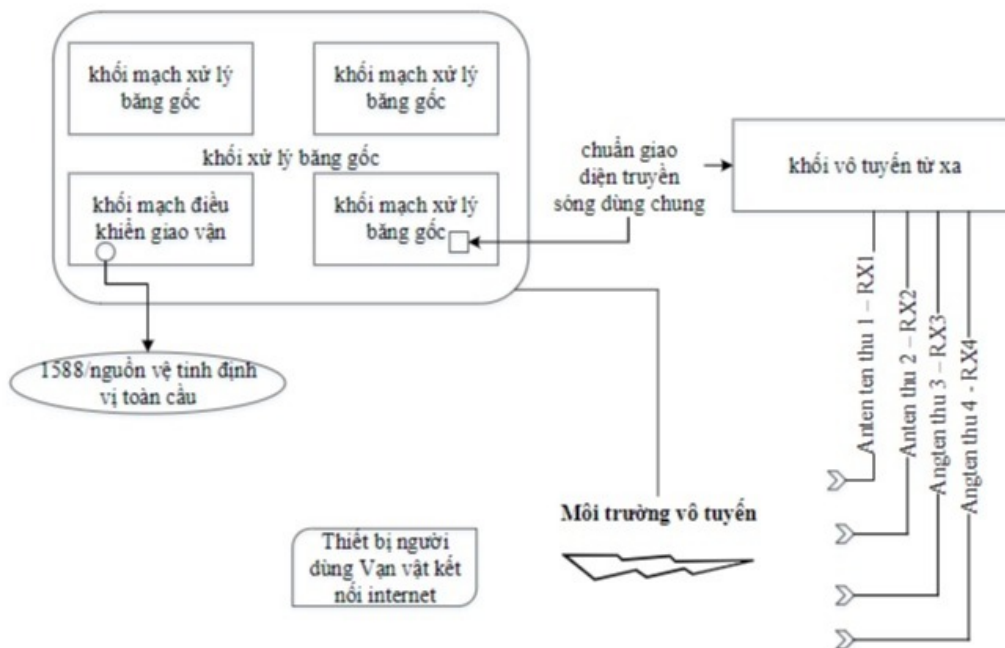 khối mạch xử lý
băng gốc
khối mạch xử lý
băng gốc
khối xử lý băng gốc
khối mạch điều
khiển giao vận
khối mạch xử lý
băng gốc
chuẩn giao
diện truyền
sóng dùng chung
khối vô tuyến từ xa
1588/nguồn vệ tinh định
vị toàn cầu
Anten ten thu 1 – RX1
Anten thu 2 – RX2
Angten thu 3 – RX3
Angten thu 4 - RX4
Môi trường vô tuyến
Thiết bị người
dùng Vạn vật kết
nối internet